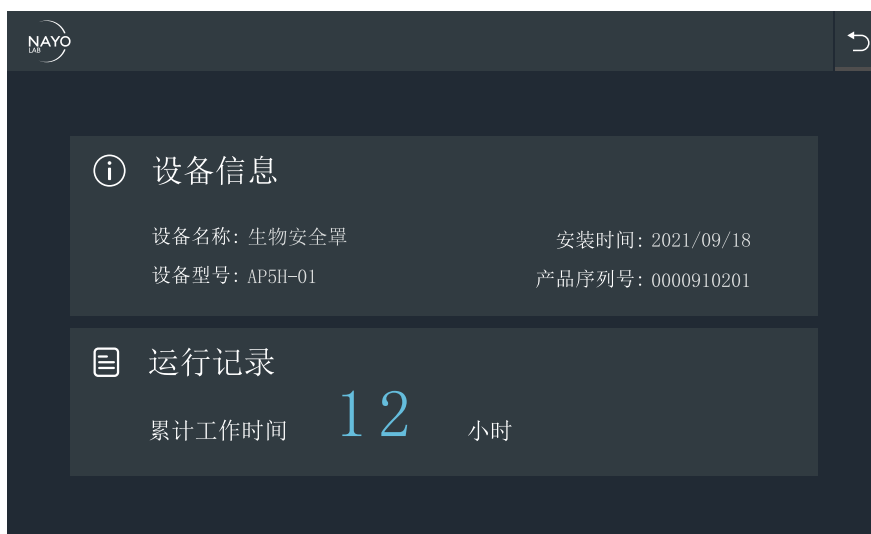 NAYO
LAB
设备信息
设备名称: 生物安全罩
安装时间: 2021/09/18
设备型号: AP5H-01
产品序列号: 0000910201
运行记录
累计工作时间 12 小时